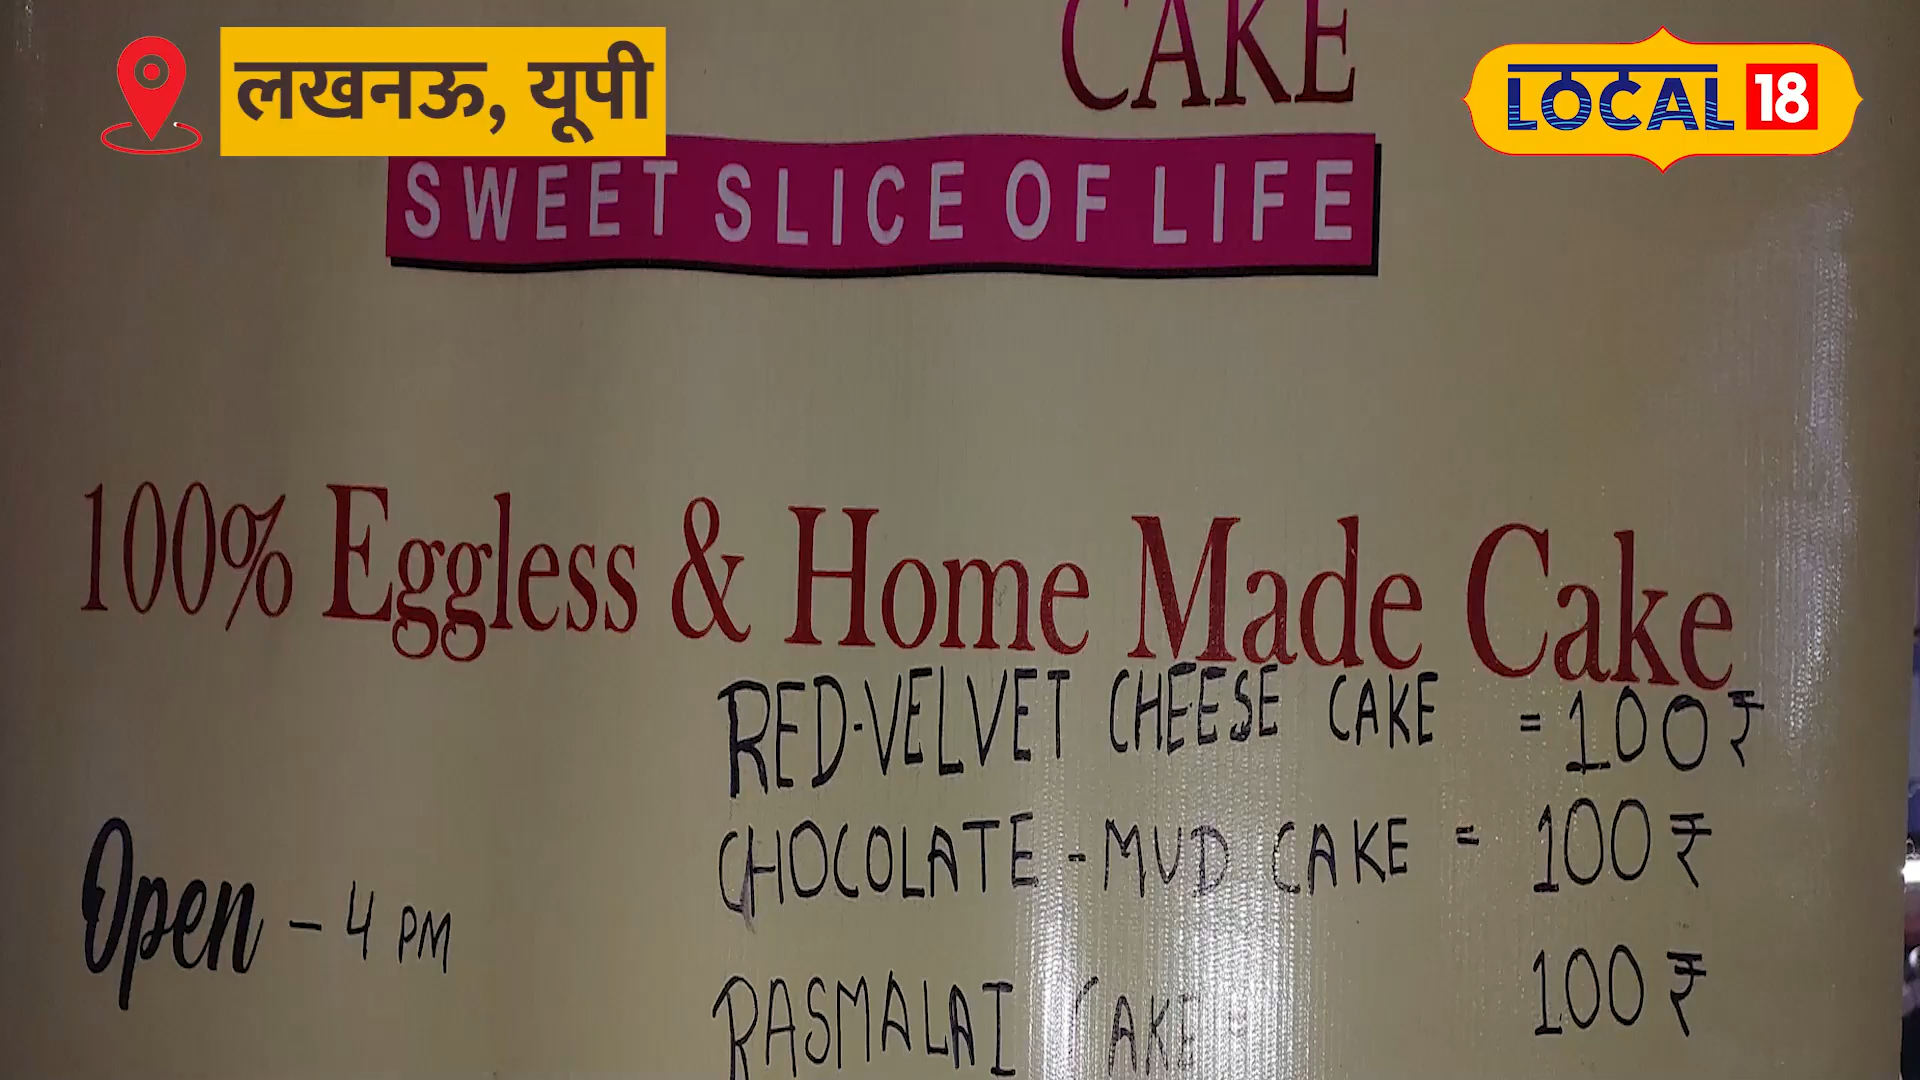 CAKE
लखनऊ, यूपी
LOCAL 18
SWEET SLICE OF LIFE
100% Eggless & Home Made Cake
RED-VELVET CHEESE CAKE = 100₹
CHOCOLATE - MUD CAKE = 100₹
Open - 4 PM
RASMALAI CAKE = 100₹